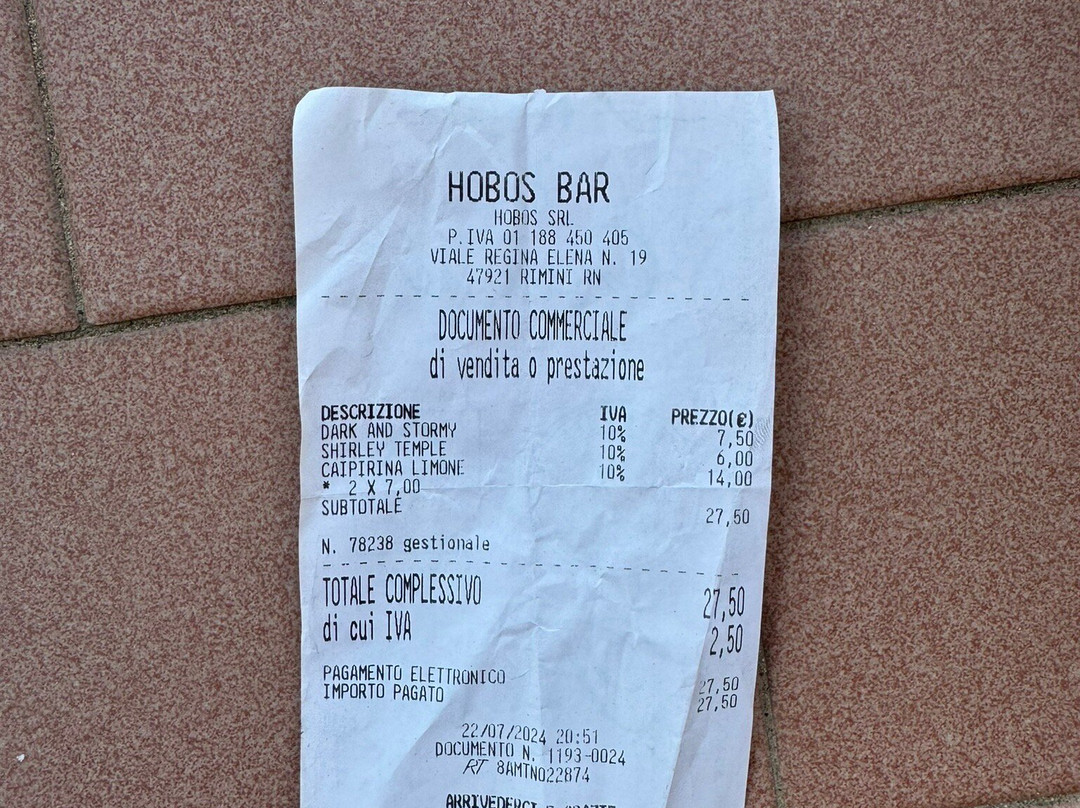 HOBOS BAR
HOBOS SRL
P.IVA 01 188 450 405
VIALE REGINA ELENA N. 19
47921 RIMINI RN
DOCUMENTO COMMERCIALE
di vendita o prestazione
DESCRIZIONE IVA PREZZO(€)
DARK AND STORMY 10% 7,50
SHIRLEY TEMPLE 10% 6,00
CAIPIRINA LIMONE 10% 14,00
* 2 X 7,00
SUBTOTALE 27,50
N. 78238 gestionale
TOTALE COMPLESSIVO 27,50
di cui IVA 2,50
PAGAMENTO ELETTRONICO 27,50
IMPORTO PAGATO 27,50
22/07/2024 20:51
DOCUMENTO N. 1193-0024
RT 8AMTN022874
ARRIVEDERCI